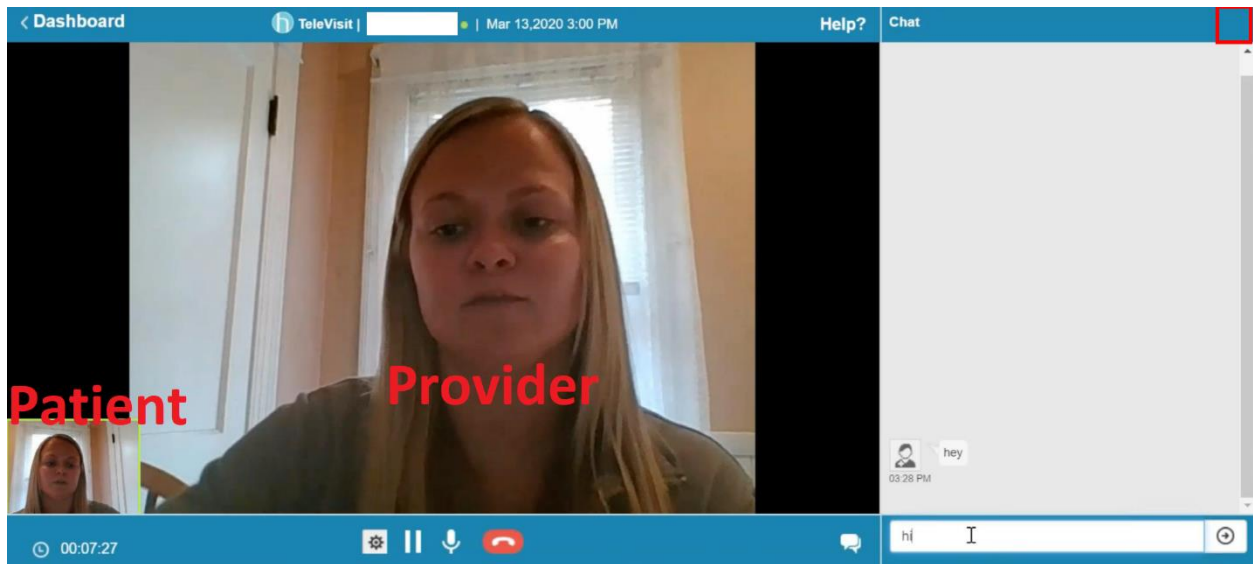 < Dashboard
h TeleVisit | | Mar 13,2020 3:00 PM
Help?
Chat
Provider
Patient
hey
03:28 PM
00:07:27
hi